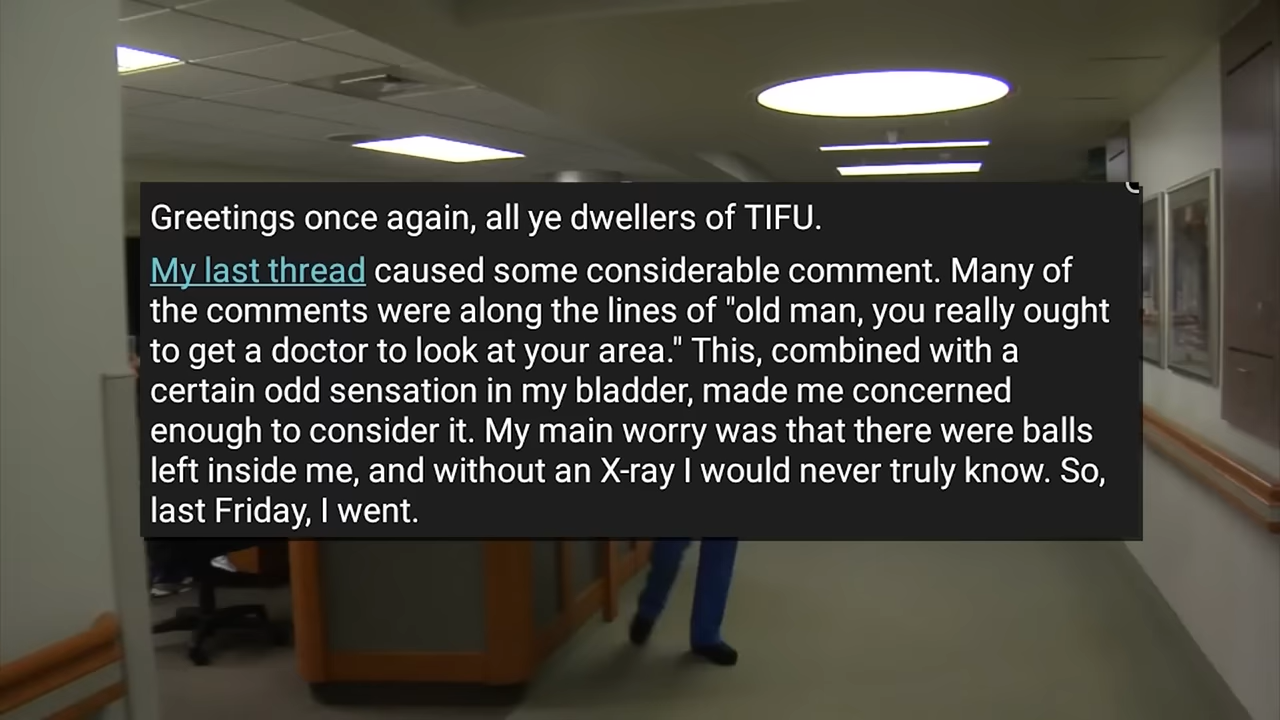 Greetings once again, all ye dwellers of TIFU.
My last thread caused some considerable comment. Many of
the comments were along the lines of "old man, you really ought
to get a doctor to look at your area." This, combined with a
certain odd sensation in my bladder, made me concerned
enough to consider it. My main worry was that there were balls
left inside me, and without an X-ray I would never truly know. So,
last Friday, I went.